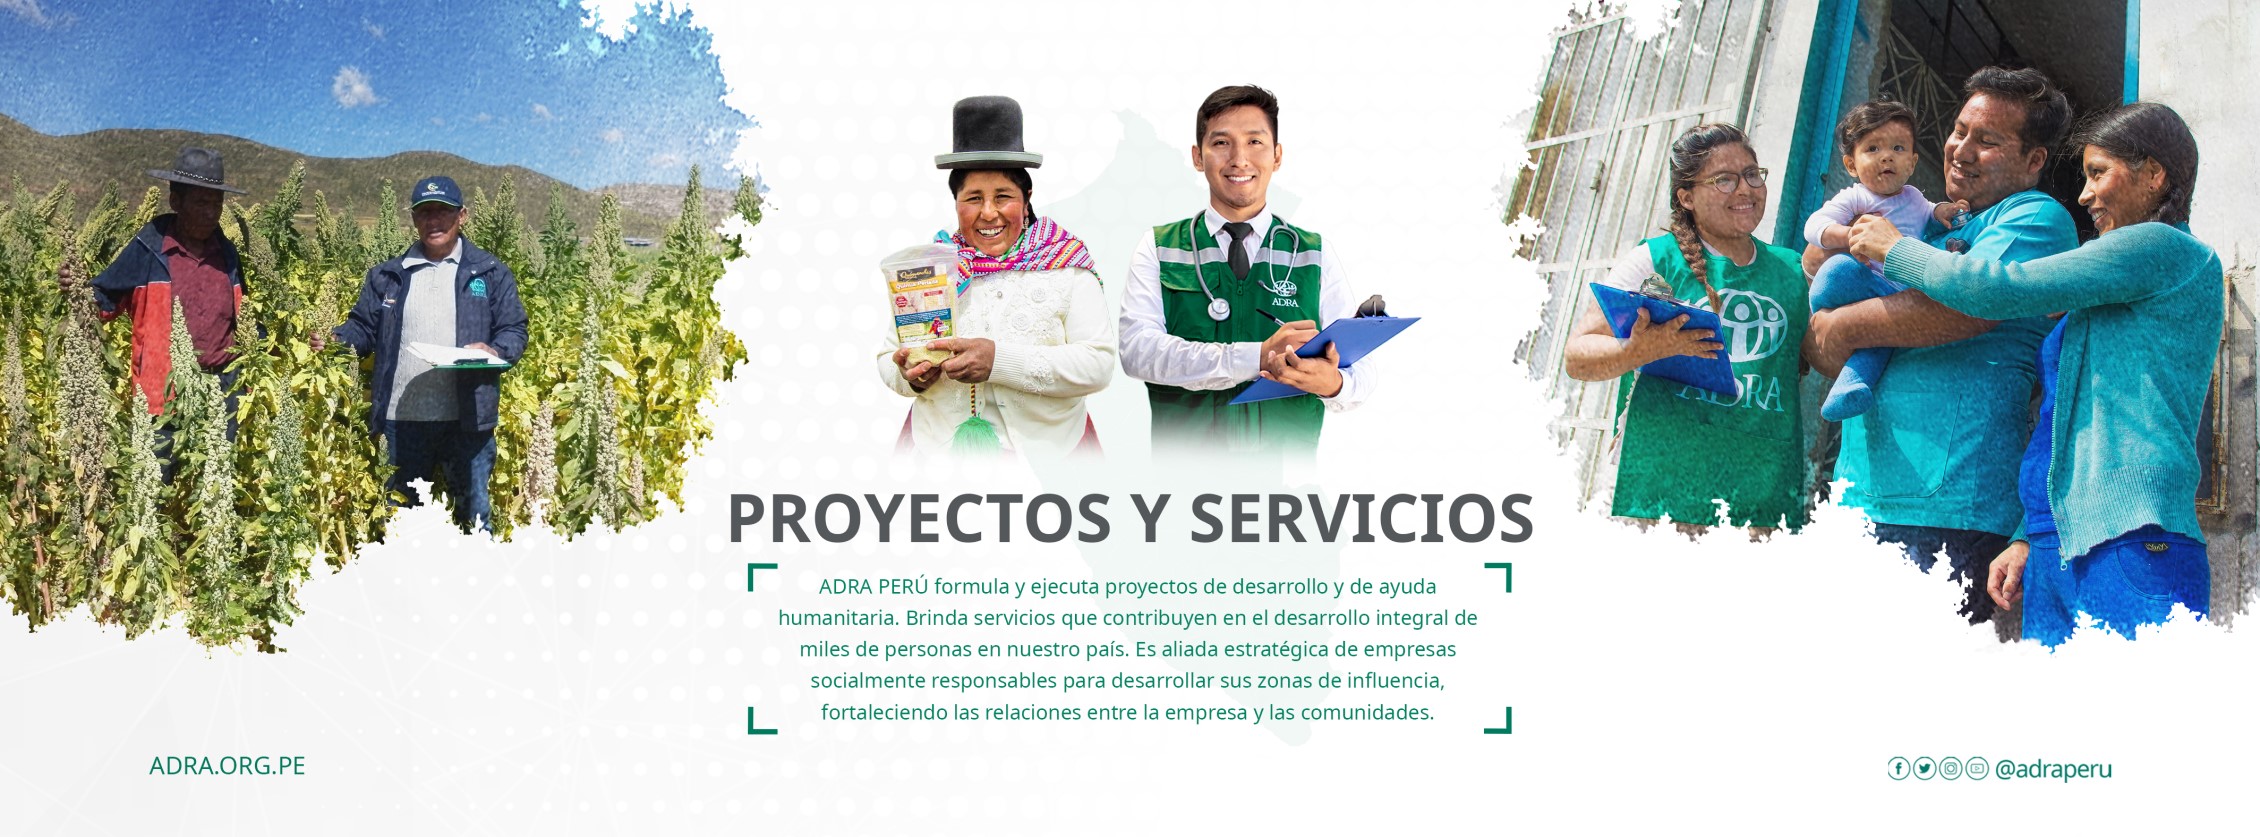 ADRA
ADRA
PROYECTOS Y SERVICIOS
ADRA PERÚ formula y ejecuta proyectos de desarrollo y de ayuda
humanitaria. Brinda servicios que contribuyen en el desarrollo integral de
miles de personas en nuestro país. Es aliada estratégica de empresas
socialmente responsables para desarrollar sus zonas de influencia,
fortaleciendo las relaciones entre la empresa y las comunidades.
ADRA.ORG.PE
@adraperu